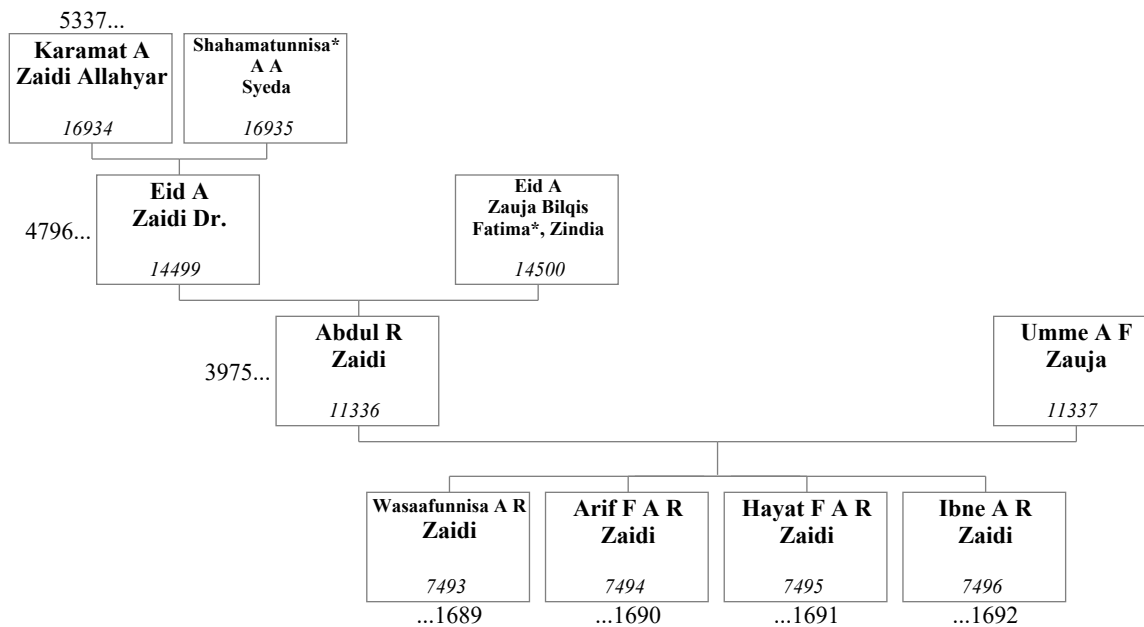 5337...
Karamat A
Zaidi Allahyar
16934
Shahamatunnisa*
A A
Syeda
16935
4796...
Eid A
Zaidi Dr.
14499
Eid A
Zauja Bilqis
Fatima*, Zindia
14500
3975...
Abdul R
Zaidi
11336
Umme A F
Zauja
11337
Wasaafunnisa A R
Zaidi
7493
...1689
Arif F A R
Zaidi
7494
...1690
Hayat F A R
Zaidi
7495
...1691
Ibne A R
Zaidi
7496
...1692